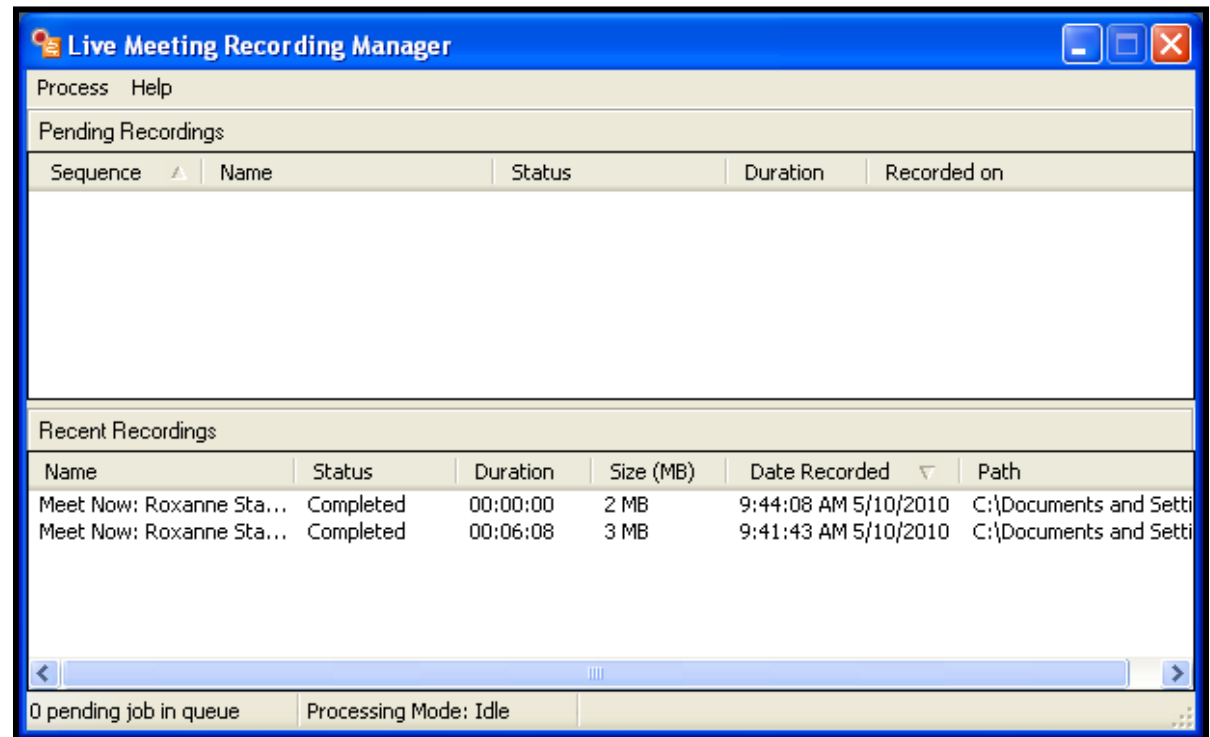 Live Meeting Recording Manager
Process Help
Pending Recordings
Sequence Name Status Duration Recorded on
Recent Recordings
Name Status Duration Size (MB) Date Recorded Path
Meet Now: Roxanne Sta... Completed 00:00:00 2 MB 9:44:08 AM 5/10/2010 C:\Documents and Setti
Meet Now: Roxanne Sta... Completed 00:06:08 3 MB 9:41:43 AM 5/10/2010 C:\Documents and Setti
0 pending job in queue Processing Mode: Idle